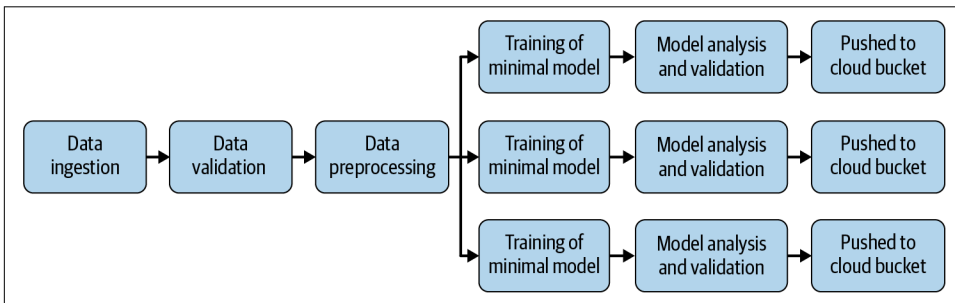 Training of
minimal model
Model analysis
and validation
Pushed to
cloud bucket
Data
ingestion
Data
validation
Data
preprocessing
Training of
minimal model
Model analysis
and validation
Pushed to
cloud bucket
Training of
minimal model
Model analysis
and validation
Pushed to
cloud bucket